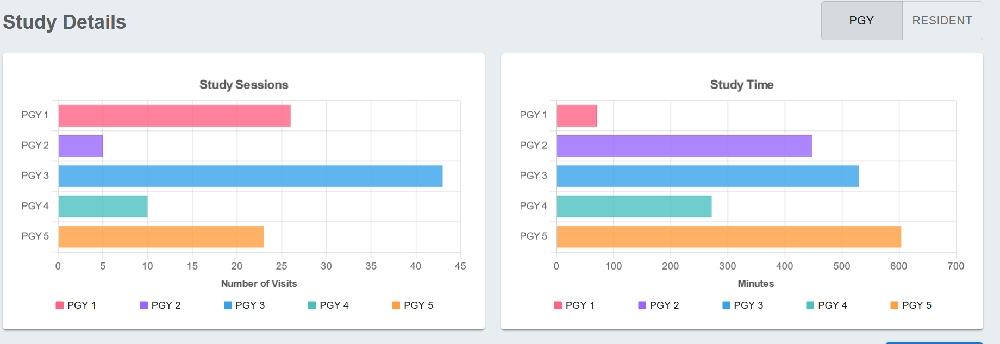 Study Details
PGY RESIDENT
Study Sessions
PGY 1
PGY 2
PGY 3
PGY 4
PGY 5
0 5 10 15 20 25 30 35 40 45
Number of Visits
PGY 1 PGY 2 PGY 3 PGY 4 PGY 5
Study Time
PGY 1
PGY 2
PGY 3
PGY 4
PGY 5
0 100 200 300 400 500 600 700
Minutes
PGY 1 PGY 2 PGY 3 PGY 4 PGY 5